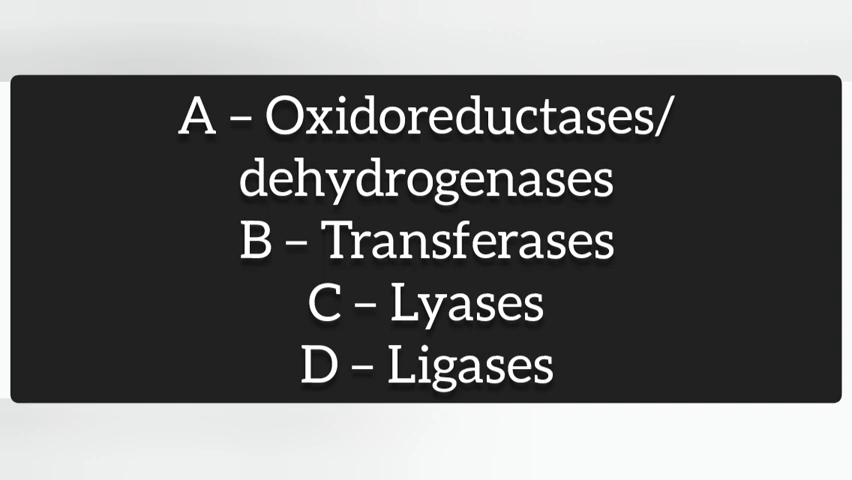 A – Oxidoreductases/
dehydrogenases
B – Transferases
C – Lyases
D – Ligases